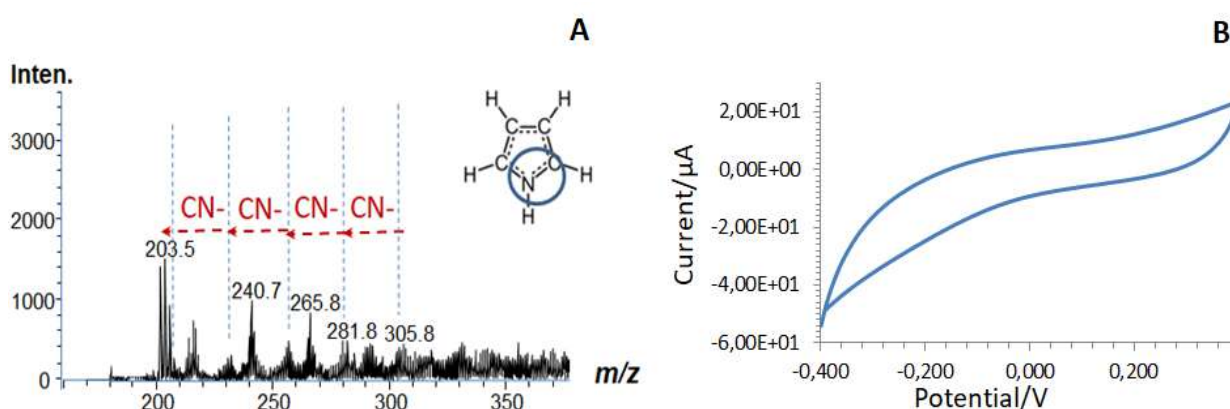 A
Inten.
3000
2000
1000
0
CN- CN- CN- CN-
203.5
240.7
265.8
281.8
305.8
200 250 300 350
m/z
H H
C C
H C C H
N
H
B
Current/µA
2,00E+01
0,00E+00
-2,00E+01
-4,00E+01
-6,00E+01
-0,400 -0,200 0,000 0,200
Potential/V